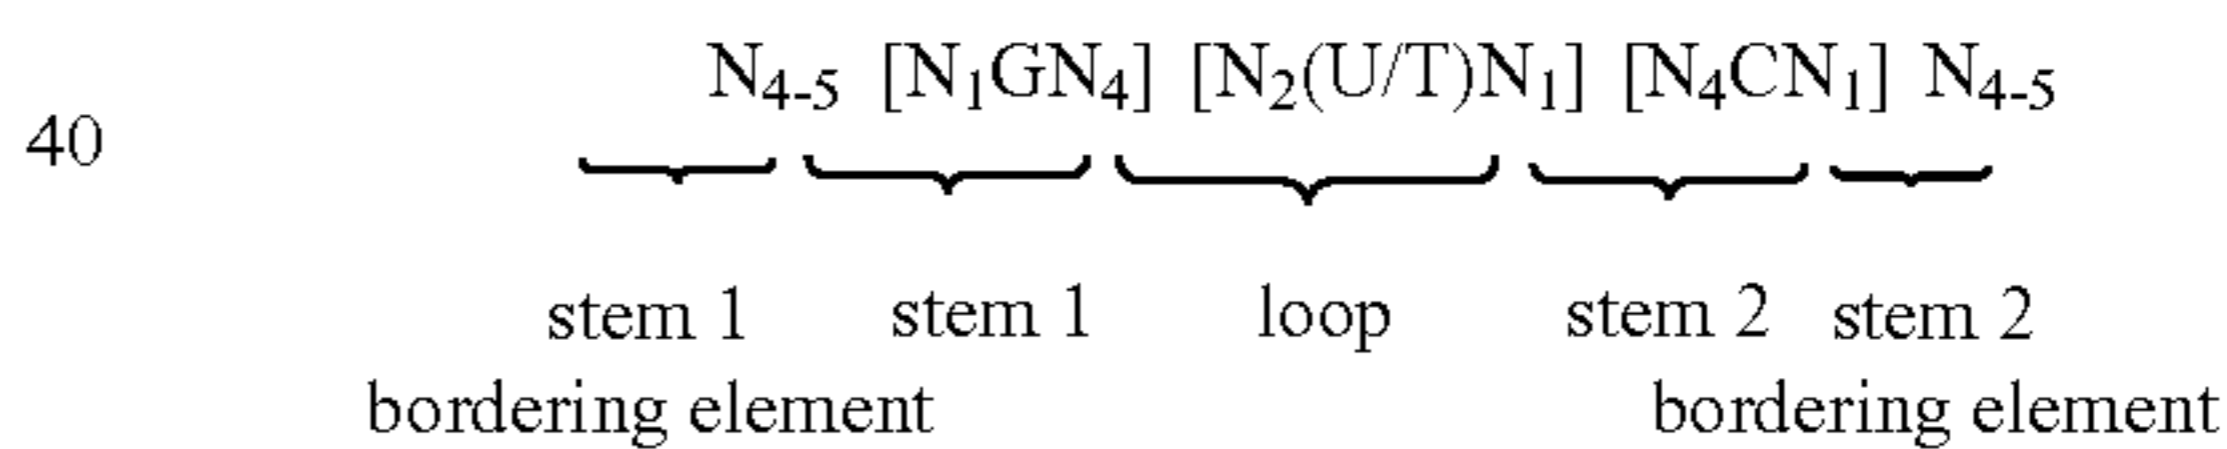 N4-5 [N1GN4] [N2(U/T)N1] [N4CN1] N4-5
40
stem 1 stem 1 loop stem 2 stem 2
bordering element bordering element